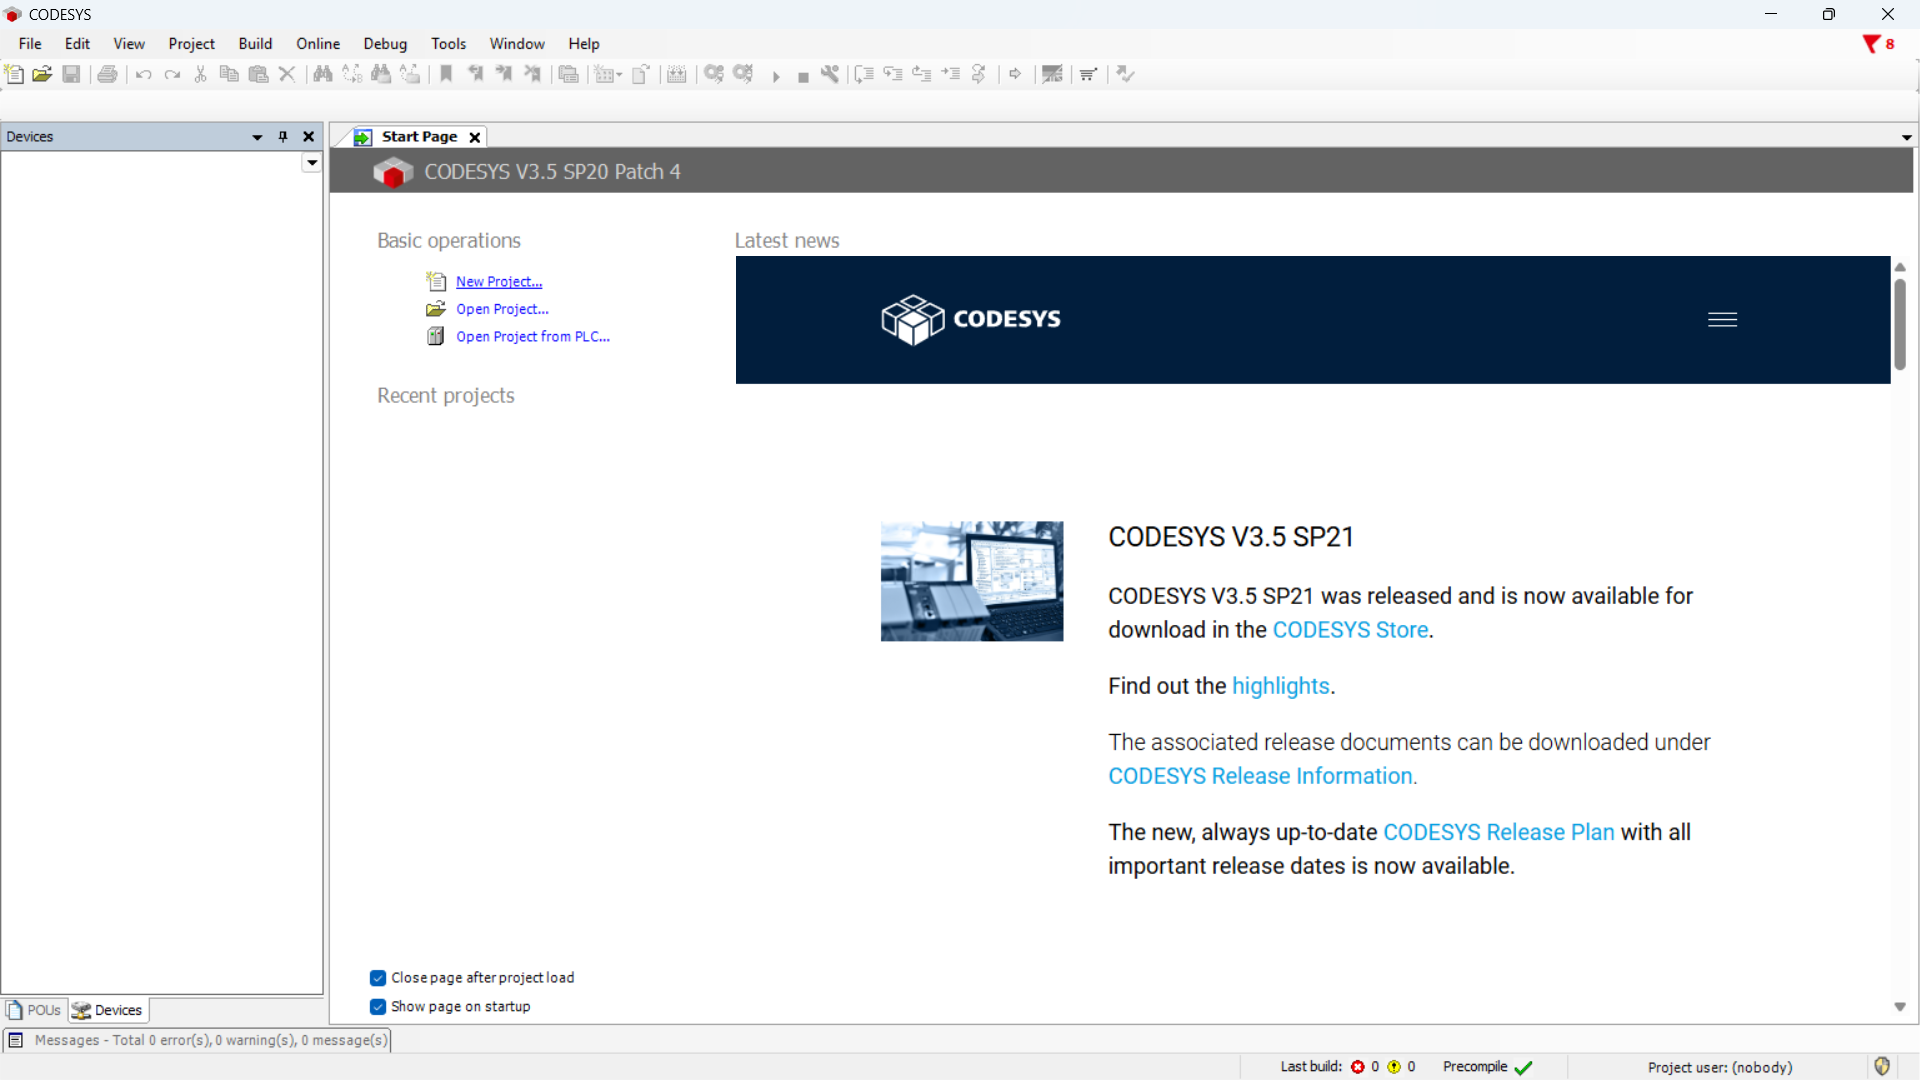 CODESYS
File Edit View Project Build Online Debug Tools Window Help
8
Devices
Start Page
CODESYS V3.5 SP20 Patch 4
Basic operations
New Project...
Open Project...
Open Project from PLC...
Recent projects
Latest news
CODESYS
CODESYS V3.5 SP21
CODESYS V3.5 SP21 was released and is now available for
download in the CODESYS Store.
Find out the highlights.
The associated release documents can be downloaded under
CODESYS Release Information.
The new, always up-to-date CODESYS Release Plan with all
important release dates is now available.
Close page after project load
Show page on startup
POUs Devices
Messages - Total 0 error(s), 0 warning(s), 0 message(s)
Last build: 0 0 Precompile Project user: (nobody)